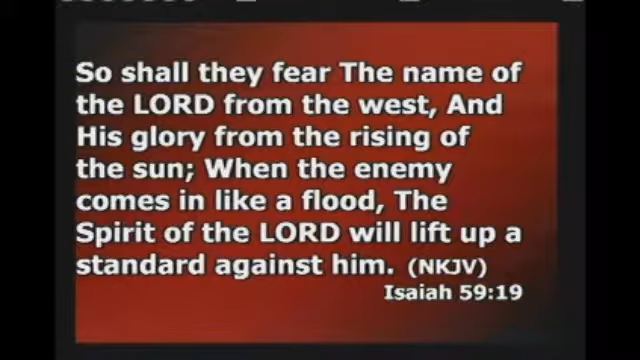 So shall they fear The name of
the LORD from the west, And
His glory from the rising of
the sun; When the enemy
comes in like a flood, The
Spirit of the LORD will lift up a
standard against him. (NKJV)
Isaiah 59:19